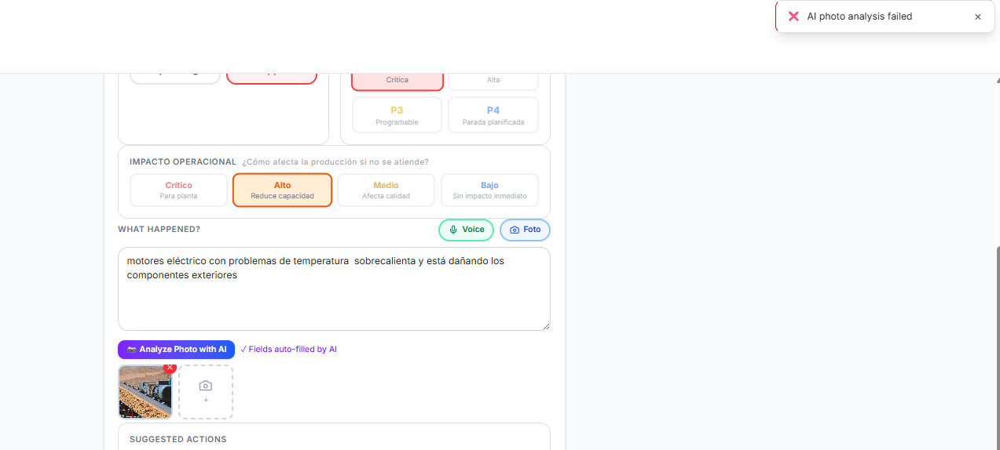 AI photo analysis failed
Crítica
Alta
P3
P4
Programable
Parada planificada
IMPACTO OPERACIONAL ¿Cómo afecta la producción si no se atiende?
Crítico
Alto
Medio
Bajo
Para planta
Reduce capacidad
Afecta calidad
Sin impacto inmediato
WHAT HAPPENED?
Voice
Foto
motores eléctrico con problemas de temperatura  sobrecalienta y está dañando los
componentes exteriores
Analyze Photo with AI
✓ Fields auto-filled by AI
+
SUGGESTED ACTIONS